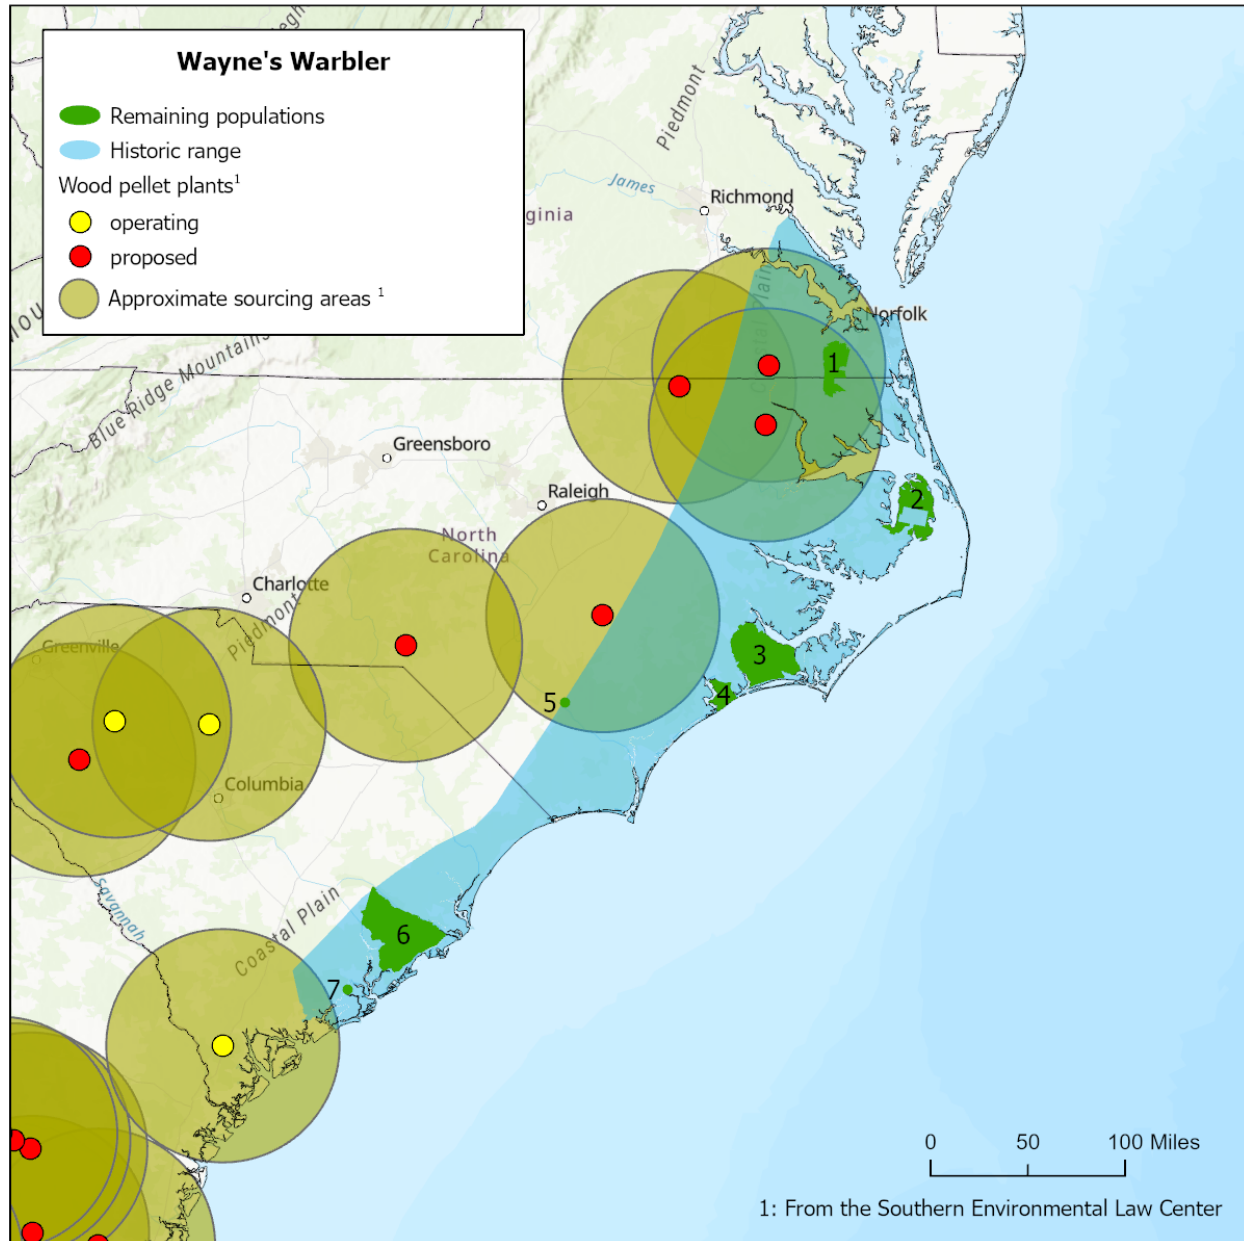 Wayne's Warbler
Remaining populations
Historic range
Wood pellet plants1
operating
proposed
Approximate sourcing areas 1
Piedmont
James
Richmond
ginia
Coastal Plain
Norfolk
Blue Ridge Mountains
1
Greensboro
Raleigh
2
North
Carolina
Charlotte
Piedmont
Greenville
3
4
5
Columbia
Savannah
Coastal Plain
6
7
0 50 100 Miles
1: From the Southern Environmental Law Center